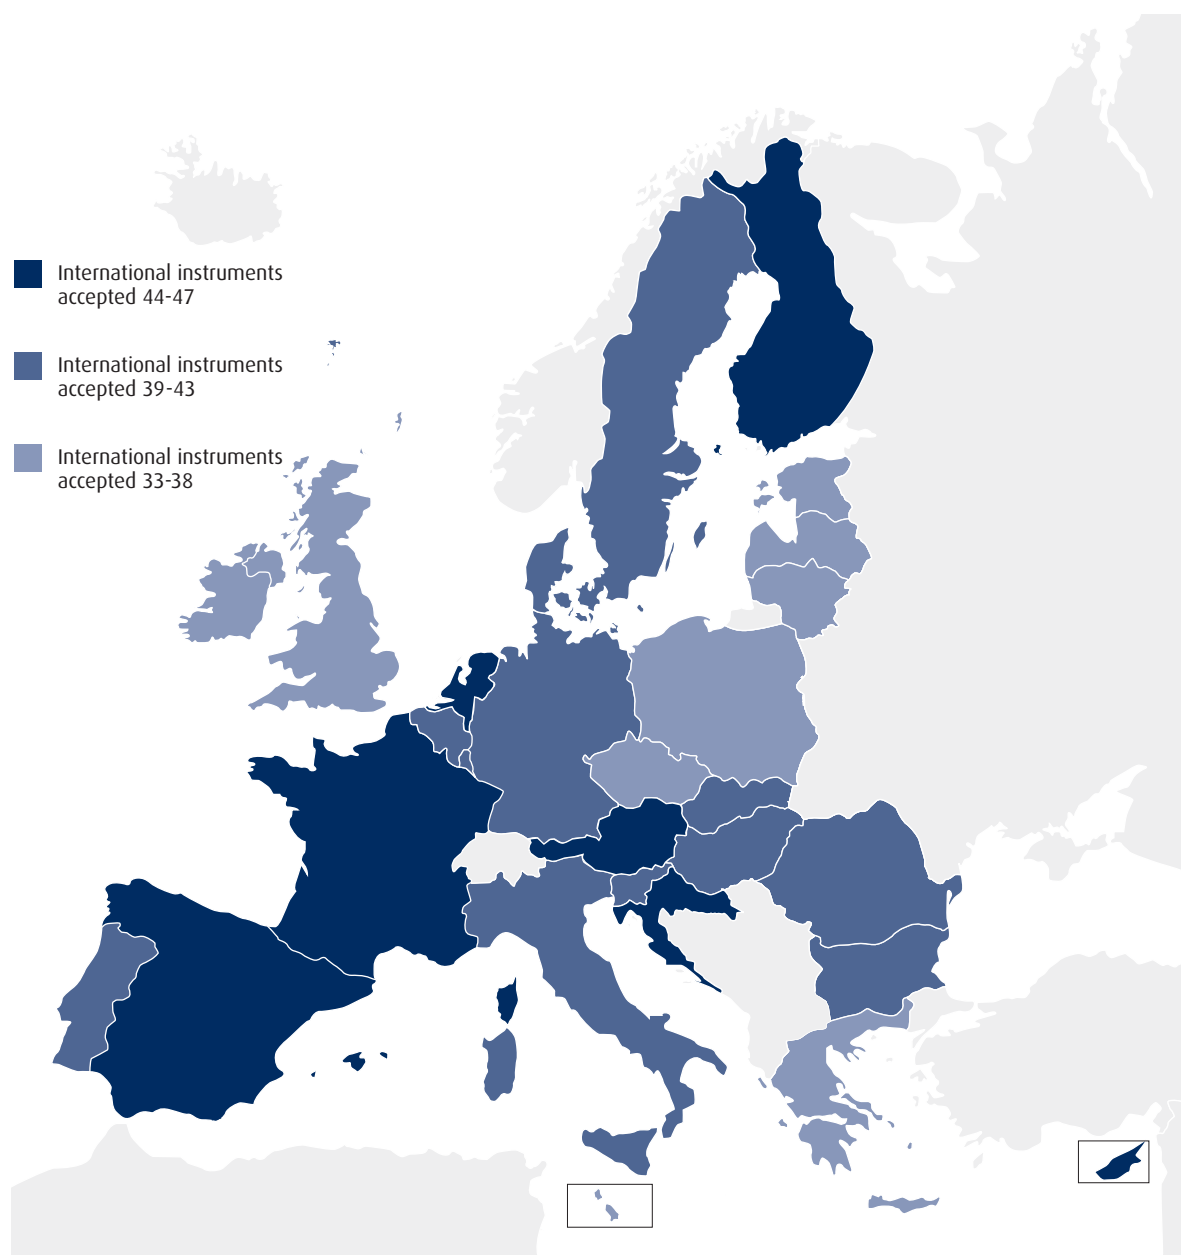 International instruments
accepted 44-47
International instruments
accepted 39-43
International instruments
accepted 33-38